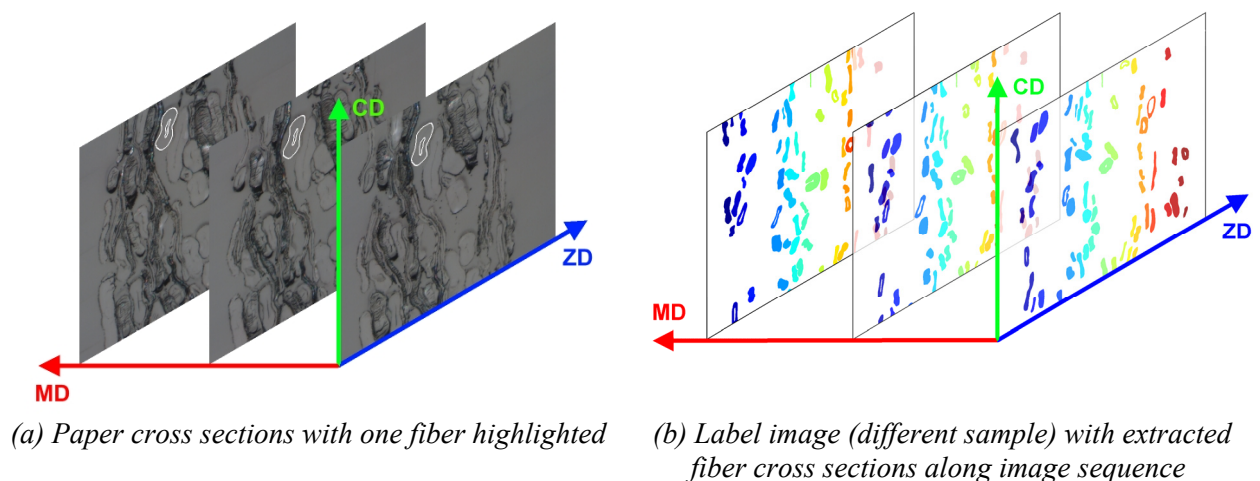 CD
ZD
MD
(a) Paper cross sections with one fiber highlighted
CD
ZD
MD
(b) Label image (different sample) with extracted
fiber cross sections along image sequence